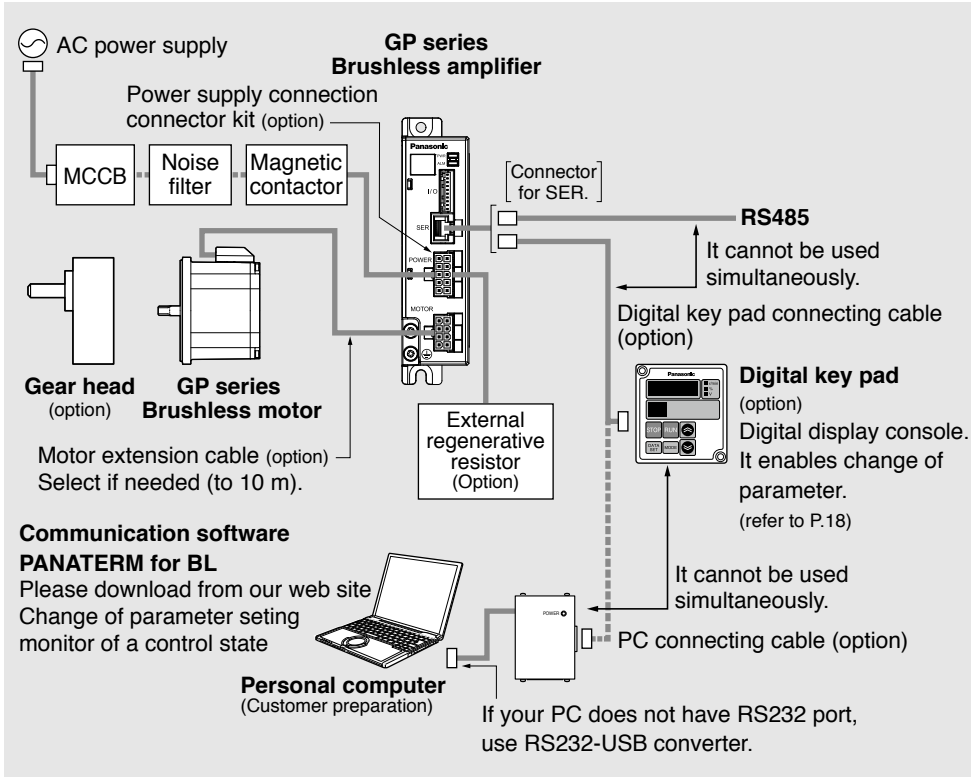 AC power supply
GP series
Brushless amplifier
Power supply connection
connector kit (option)
MCCB
Noise
filter
Magnetic
contactor
Panasonic
PWR
ALM
I/O
SER
POWER
MOTOR
Connector
for SER.
RS485
It cannot be used
simultaneously.
Digital key pad connecting cable
(option)
Gear head
(option)
GP series
Brushless motor
Motor extension cable (option)
Select if needed (to 10 m).
External
regenerative
resistor
(Option)
Panasonic
STOP
RUN
DATA
SET
MODE
Digital key pad
(option)
Digital display console.
It enables change of
parameter.
(refer to P.18)
Communication software
PANATERM for BL
Please download from our web site
Change of parameter seting
monitor of a control state
Personal computer
(Customer preparation)
POWER
It cannot be used
simultaneously.
PC connecting cable (option)
If your PC does not have RS232 port,
use RS232-USB converter.